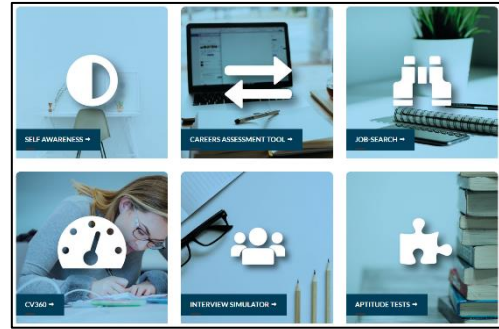 SELF AWARENESS →
CAREERS ASSESSMENT TOOL →
JOB-SEARCH →
CV360 →
INTERVIEW SIMULATOR →
APTITUDE TESTS →